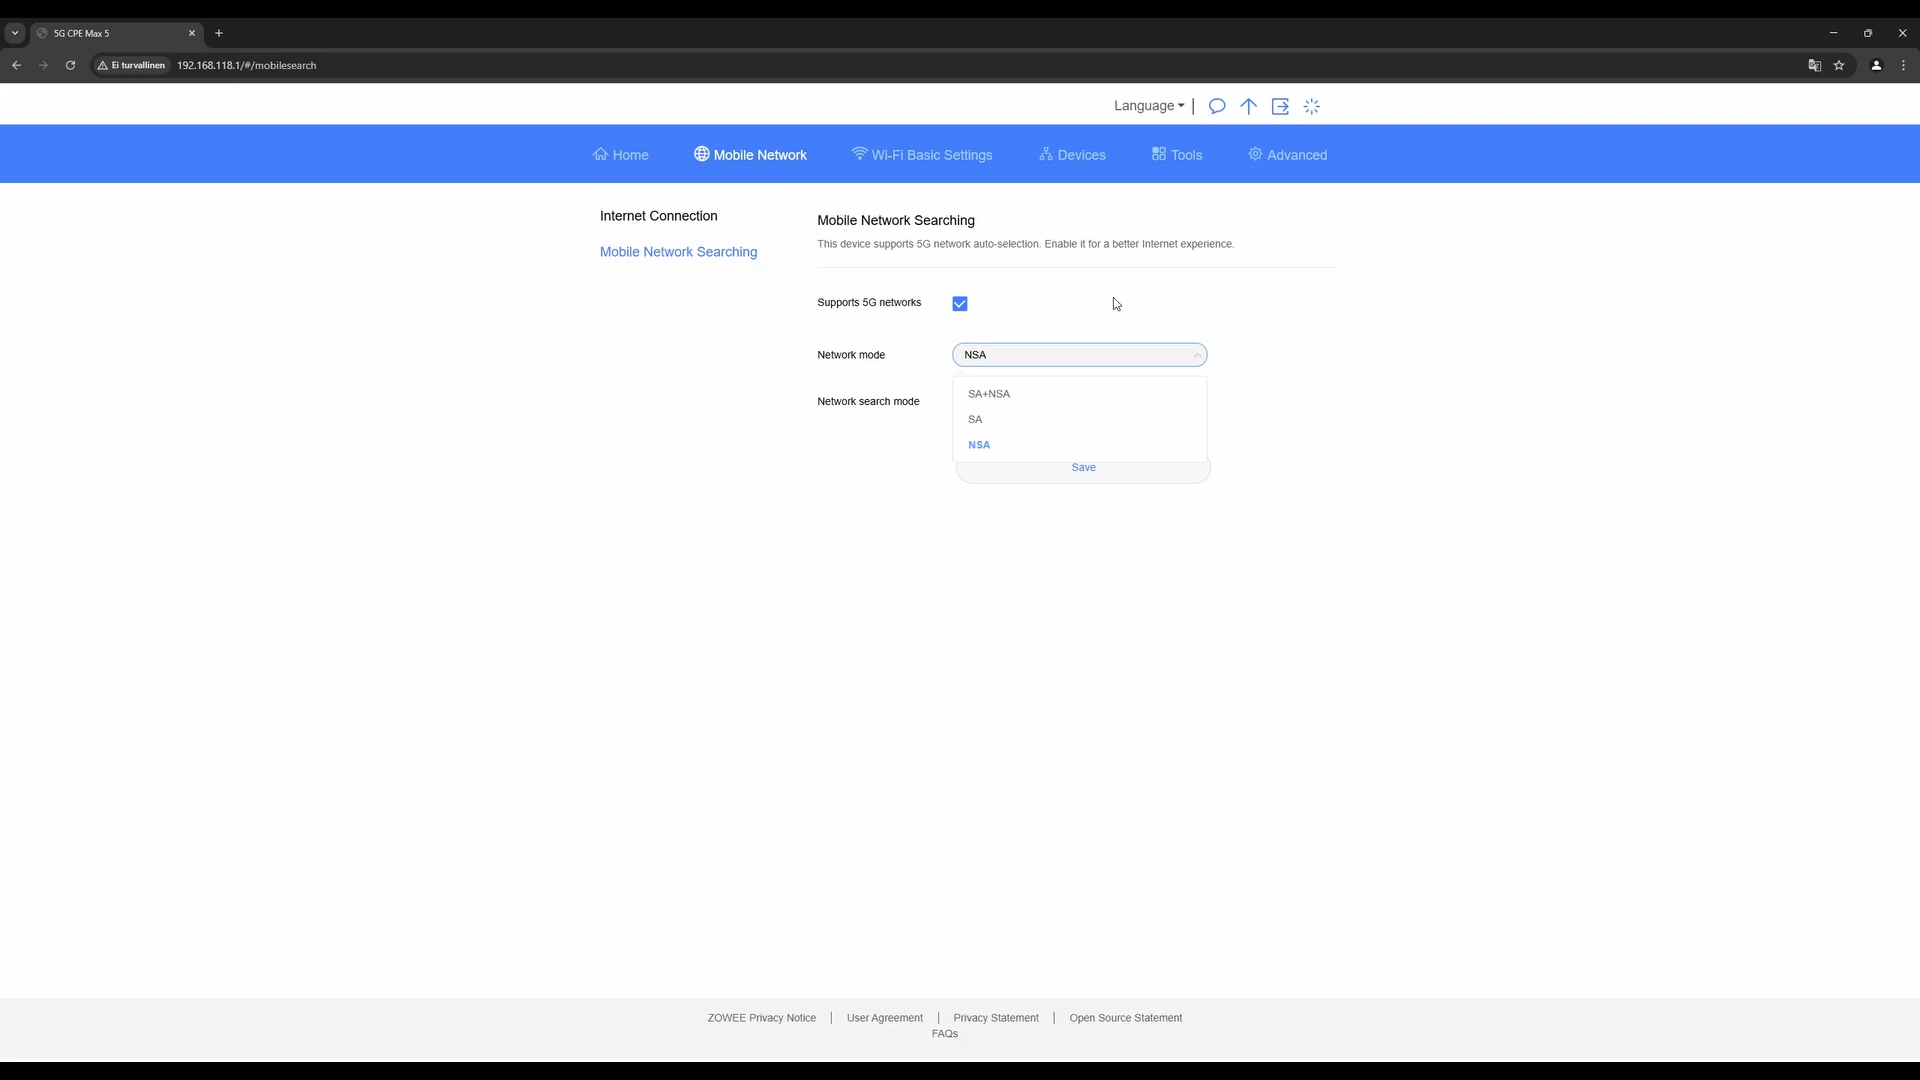 5G CPE Max 5
Ei turvallinen
192.168.118.1/#/mobilesearch
Language
Home
Mobile Network
Wi-Fi Basic Settings
Devices
Tools
Advanced
Internet Connection
Mobile Network Searching
Mobile Network Searching
This device supports 5G network auto-selection. Enable it for a better Internet experience.
Supports 5G networks
Network mode
NSA
SA+NSA
Network search mode
SA
NSA
Save
ZOWEE Privacy Notice | User Agreement | Privacy Statement | Open Source Statement
FAQs